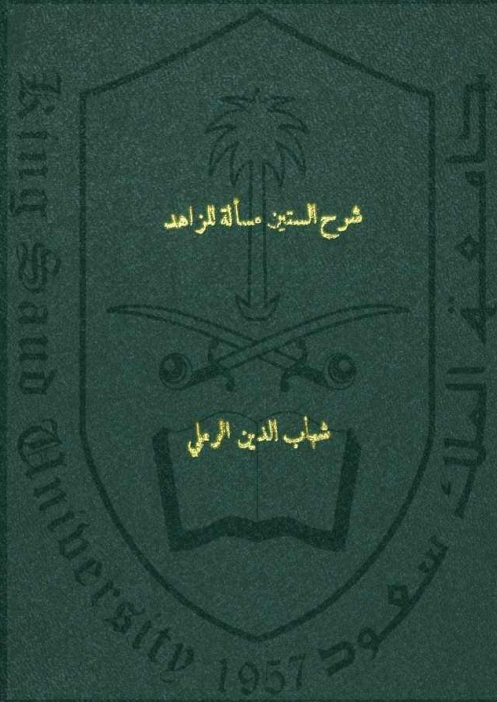 شرح الستين مسألة للزاهد
شهاب الدين الرملي
King Saud University
1957
جامعة الملك سعود